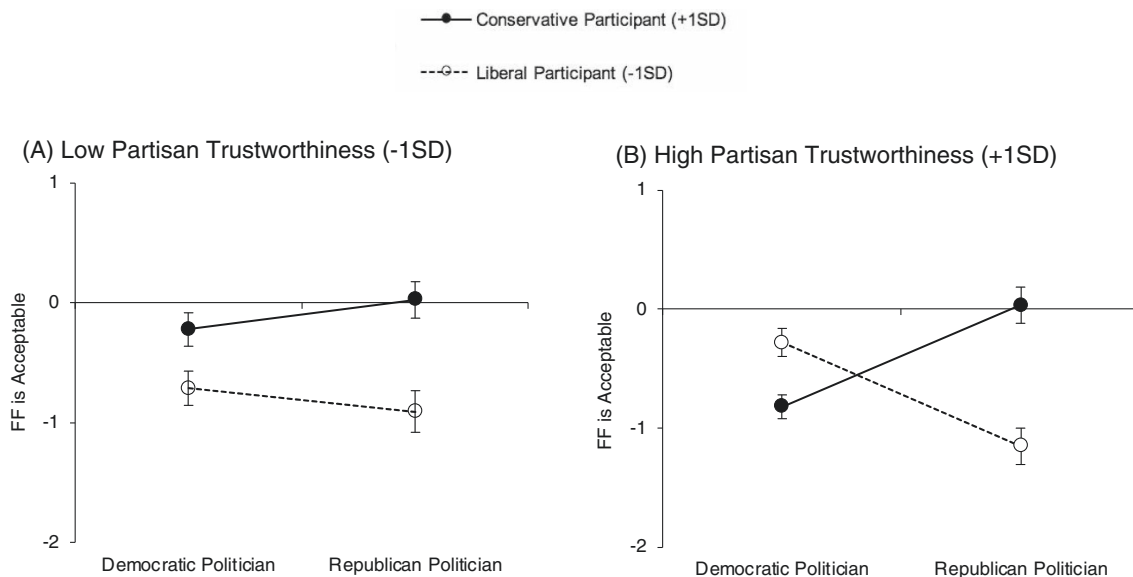 Conservative Participant (+1SD)
Liberal Participant (-1SD)
(A) Low Partisan Trustworthiness (-1SD)
1
0
-1
-2
FF is Acceptable
Democratic Politician
Republican Politician
(B) High Partisan Trustworthiness (+1SD)
1
0
-1
-2
FF is Acceptable
Democratic Politician
Republican Politician